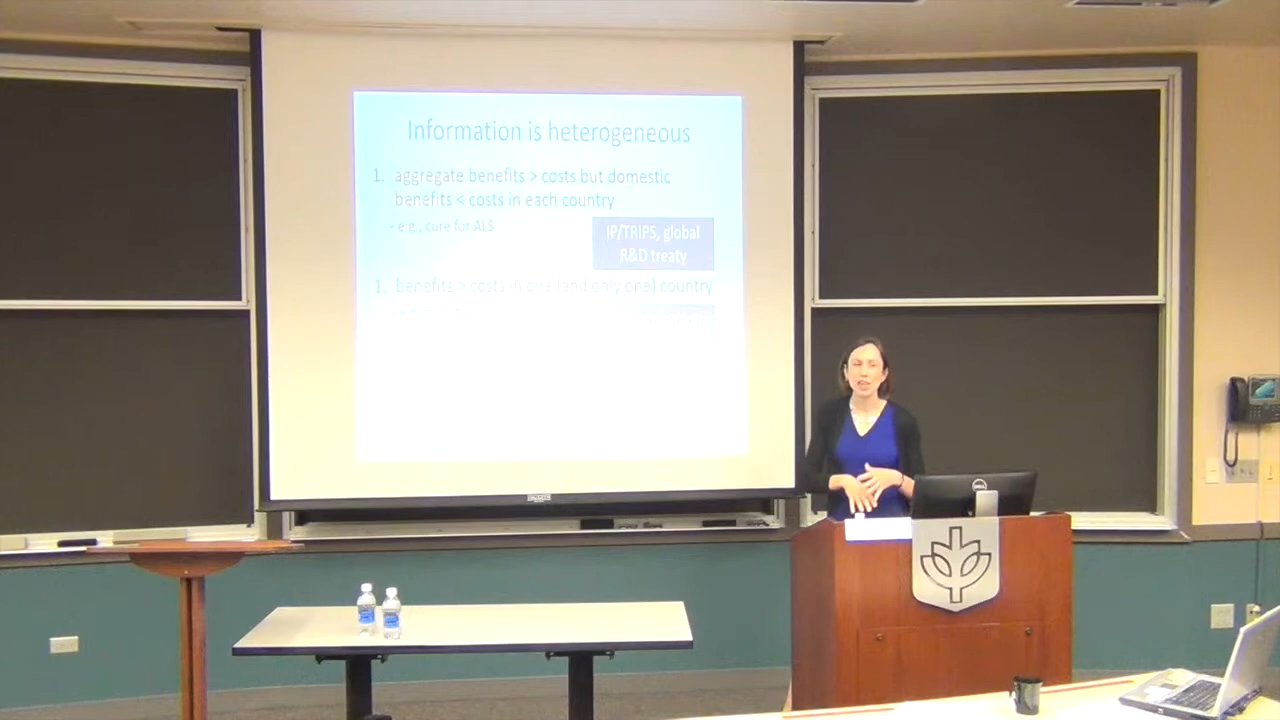 Information is heterogeneous
1. aggregate benefits > costs but domestic
benefits < costs in each country
- e.g., cure for ALS
IP/TRIPS, global
R&D treaty
1. benefits > costs in one (and only one) country
DELL